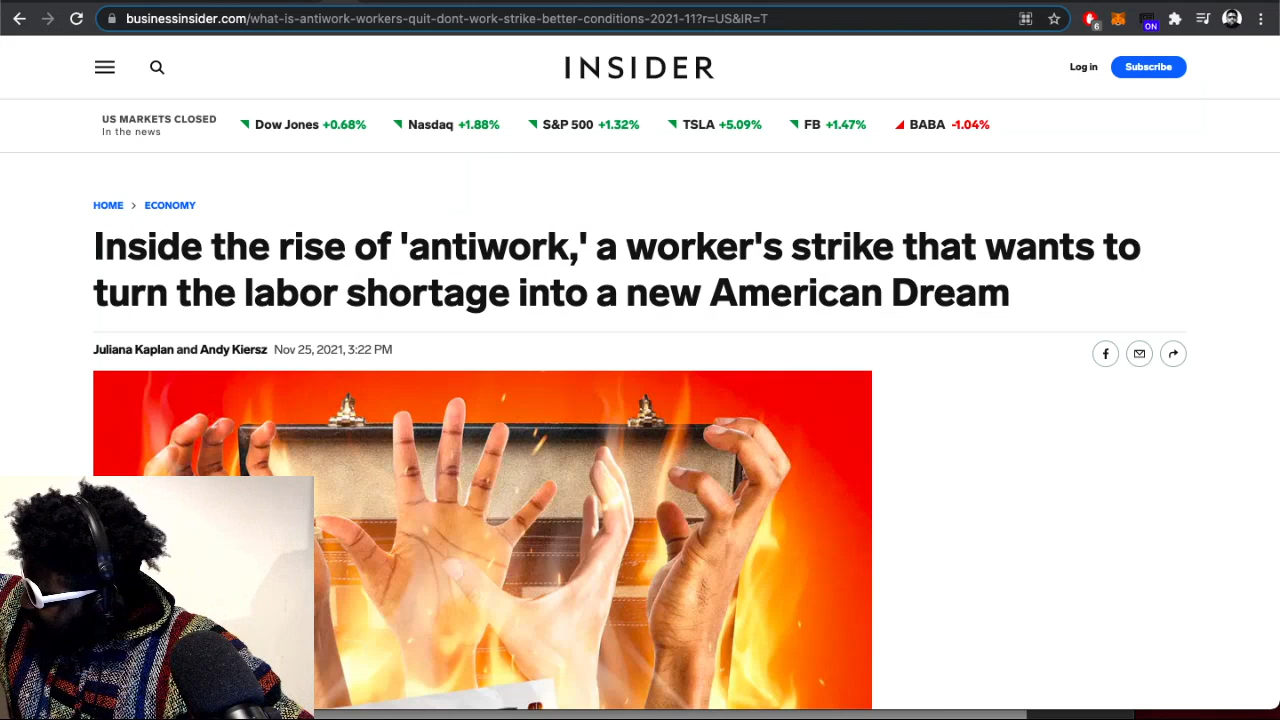 businessinsider.com/what-is-antiwork-workers-quit-dont-work-strike-better-conditions-2021-11?r=US&IR=T
6
ON
INSIDER
Log in
Subscribe
US MARKETS CLOSED
In the news
Dow Jones +0.68%
Nasdaq +1.88%
S&P 500 +1.32%
TSLA +5.09%
FB +1.47%
BABA -1.04%
HOME > ECONOMY
Inside the rise of 'antiwork,' a worker's strike that wants to
turn the labor shortage into a new American Dream
Juliana Kaplan and Andy Kiersz Nov 25, 2021, 3:22 PM